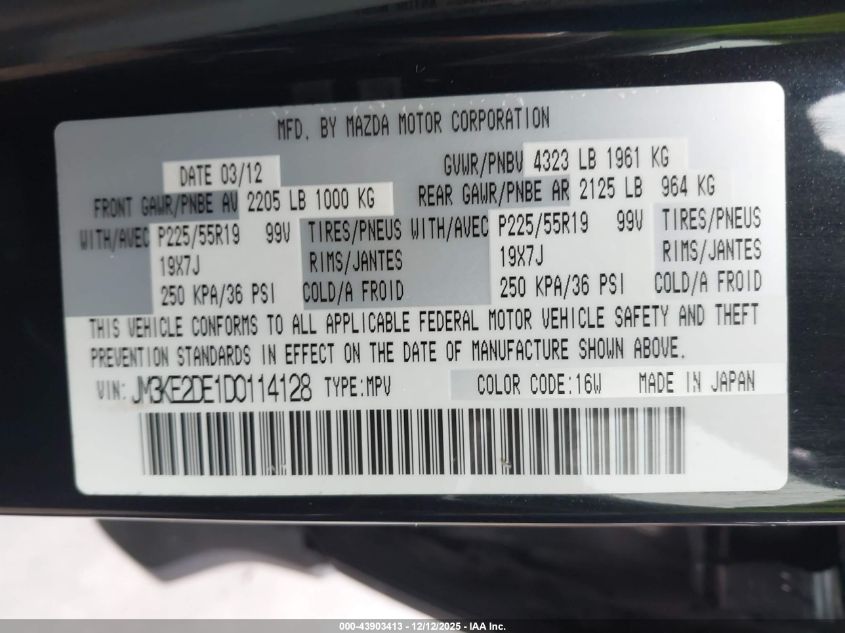 MFD. BY MAZDA MOTOR CORPORATION
DATE 03/12 GVWR/PNBV 4323 LB 1961 KG
FRONT GAWR/PNBE AV 2205 LB 1000 KG REAR GAWR/PNBE AR 2125 LB 964 KG
WITH/AVEC P225/55R19 99V TIRES/PNEUS WITH/AVEC P225/55R19 99V TIRES/PNEUS
19X7J RIMS/JANTES 19X7J RIMS/JANTES
250 KPA/36 PSI COLD/A FROID 250 KPA/36 PSI COLD/A FROID
THIS VEHICLE CONFORMS TO ALL APPLICABLE FEDERAL MOTOR VEHICLE SAFETY AND THEFT
PREVENTION STANDARDS IN EFFECT ON THE DATE OF MANUFACTURE SHOWN ABOVE.
VIN: JM3KE2DE1D0114128 TYPE:MPV COLOR CODE:16W MADE IN JAPAN
000-43903413 - 12/12/2025 - IAA Inc.